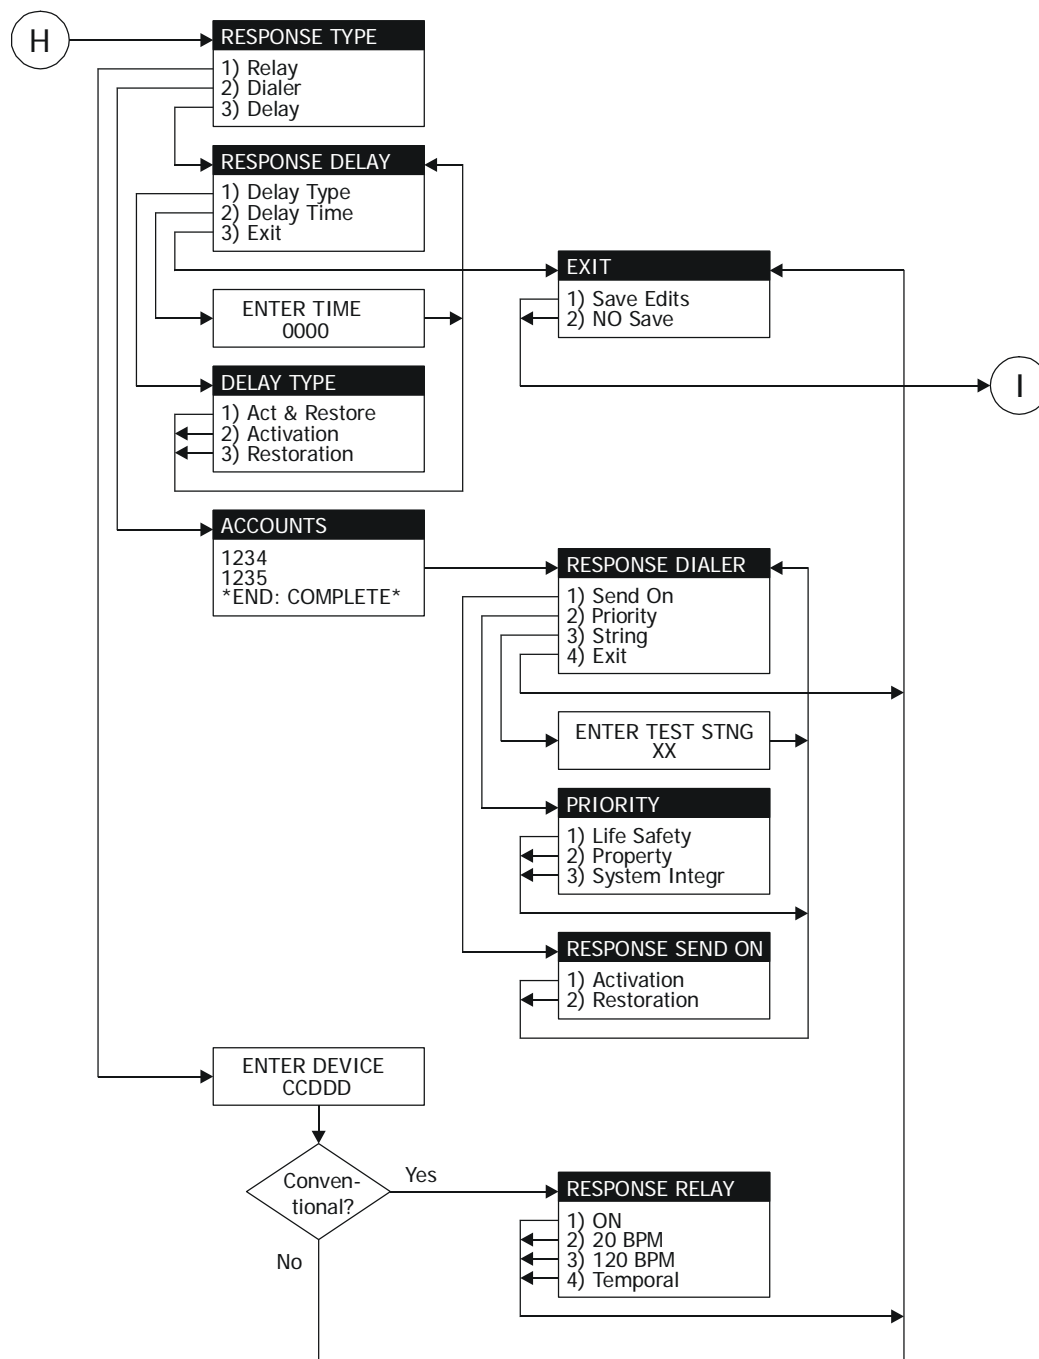 H
RESPONSE TYPE
1) Relay
2) Dialer
3) Delay
RESPONSE DELAY
1) Delay Type
2) Delay Time
3) Exit
EXIT
1) Save Edits
2) NO Save
ENTER TIME
0000
I
DELAY TYPE
1) Act & Restore
2) Activation
3) Restoration
ACCOUNTS
1234
1235
*END: COMPLETE*
RESPONSE DIALER
1) Send On
2) Priority
3) String
4) Exit
ENTER TEST STNG
XX
PRIORITY
1) Life Safety
2) Property
3) System Integr
RESPONSE SEND ON
1) Activation
2) Restoration
ENTER DEVICE
CCDDD
Conven-
tional?
Yes
No
RESPONSE RELAY
1) ON
2) 20 BPM
3) 120 BPM
4) Temporal